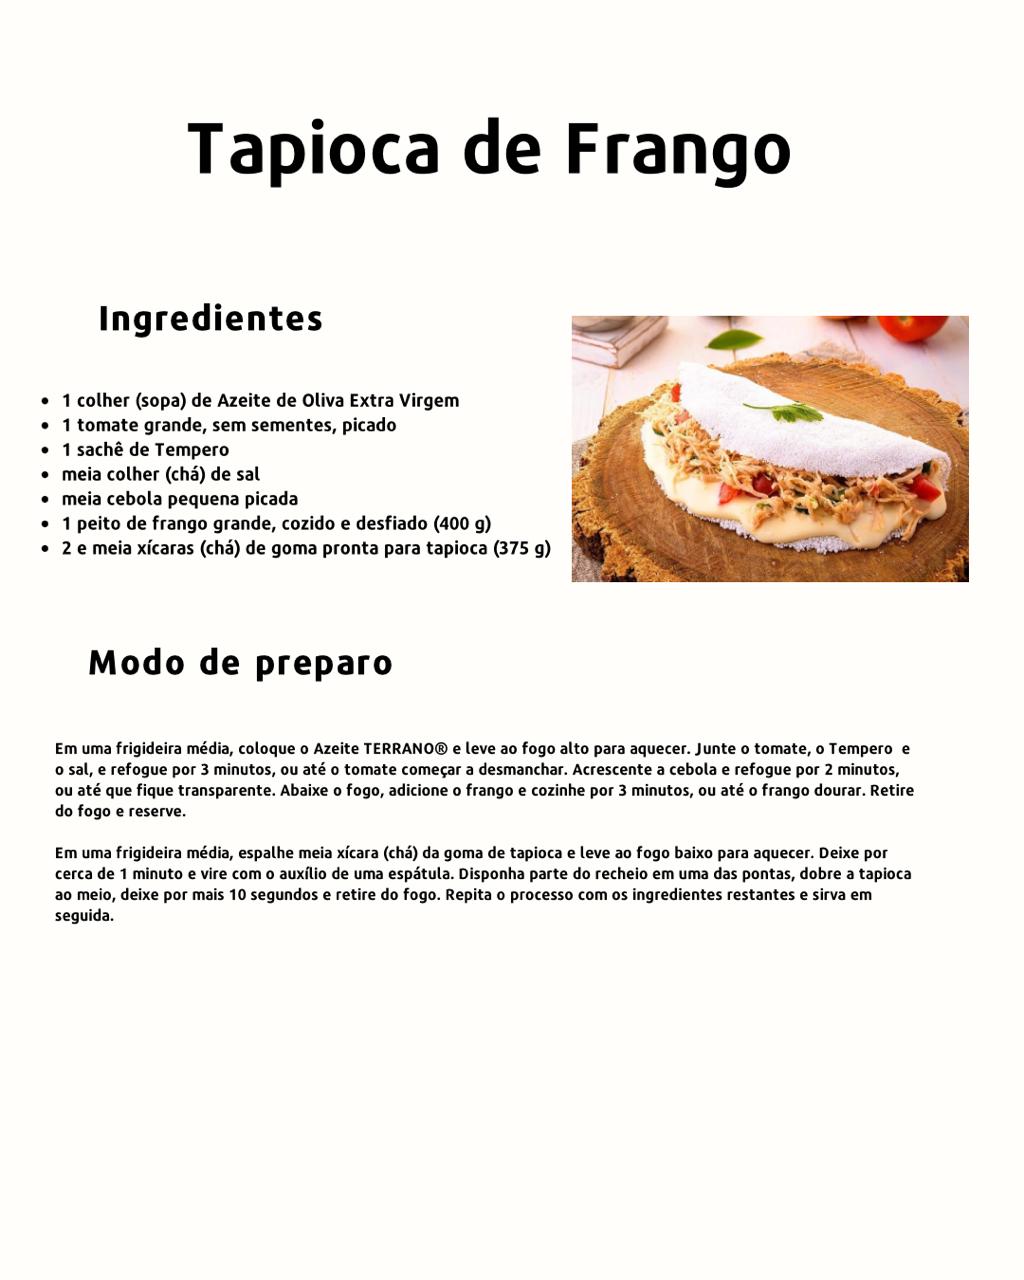 Tapioca de Frango
Ingredientes
• 1 colher (sopa) de Azeite de Oliva Extra Virgem
• 1 tomate grande, sem sementes, picado
• 1 sachê de Tempero
• meia colher (chá) de sal
• meia cebola pequena picada
• 1 peito de frango grande, cozido e desfiado (400 g)
• 2 e meia xícaras (chá) de goma pronta para tapioca (375 g)
Modo de preparo
Em uma frigideira média, coloque o Azeite TERRANO® e leve ao fogo alto para aquecer. Junte o tomate, o Tempero  e
o sal, e refogue por 3 minutos, ou até o tomate começar a desmanchar. Acrescente a cebola e refogue por 2 minutos,
ou até que fique transparente. Abaixe o fogo, adicione o frango e cozinhe por 3 minutos, ou até o frango dourar. Retire
do fogo e reserve.
Em uma frigideira média, espalhe meia xícara (chá) da goma de tapioca e leve ao fogo baixo para aquecer. Deixe por
cerca de 1 minuto e vire com o auxílio de uma espátula. Disponha parte do recheio em uma das pontas, dobre a tapioca
ao meio, deixe por mais 10 segundos e retire do fogo. Repita o processo com os ingredientes restantes e sirva em
seguida.